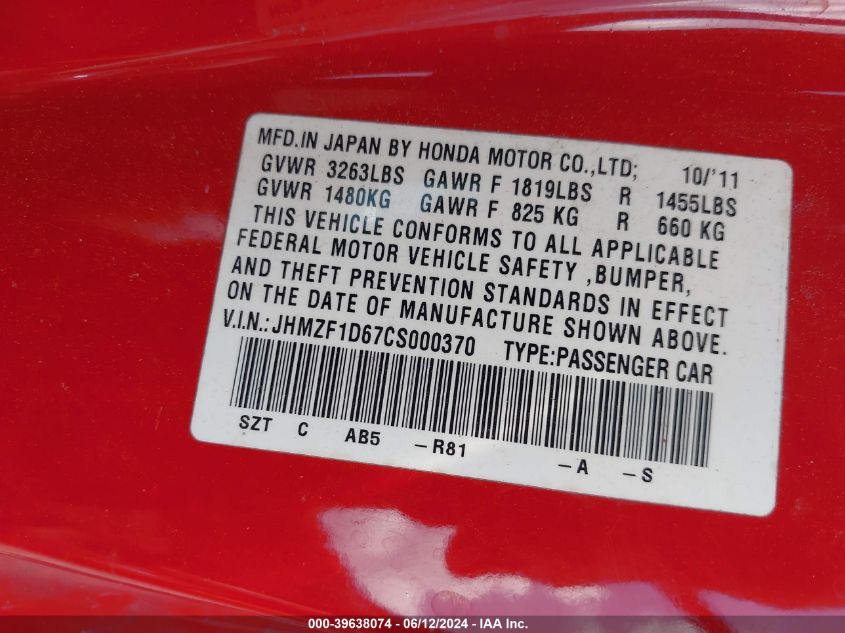 MFD.IN JAPAN BY HONDA MOTOR CO.,LTD; 10/'11
GVWR 3263LBS GAWR F 1819LBS R 1455LBS
GVWR 1480KG GAWR F 825 KG R 660 KG
THIS VEHICLE CONFORMS TO ALL APPLICABLE
FEDERAL MOTOR VEHICLE SAFETY ,BUMPER,
AND THEFT PREVENTION STANDARDS IN EFFECT
ON THE DATE OF MANUFACTURE SHOWN ABOVE.
V.I.N.:JHMZF1D67CS000370 TYPE:PASSENGER CAR
SZT C AB5 -R81 -A -S
000-39638074 - 06/12/2024 - IAA Inc.